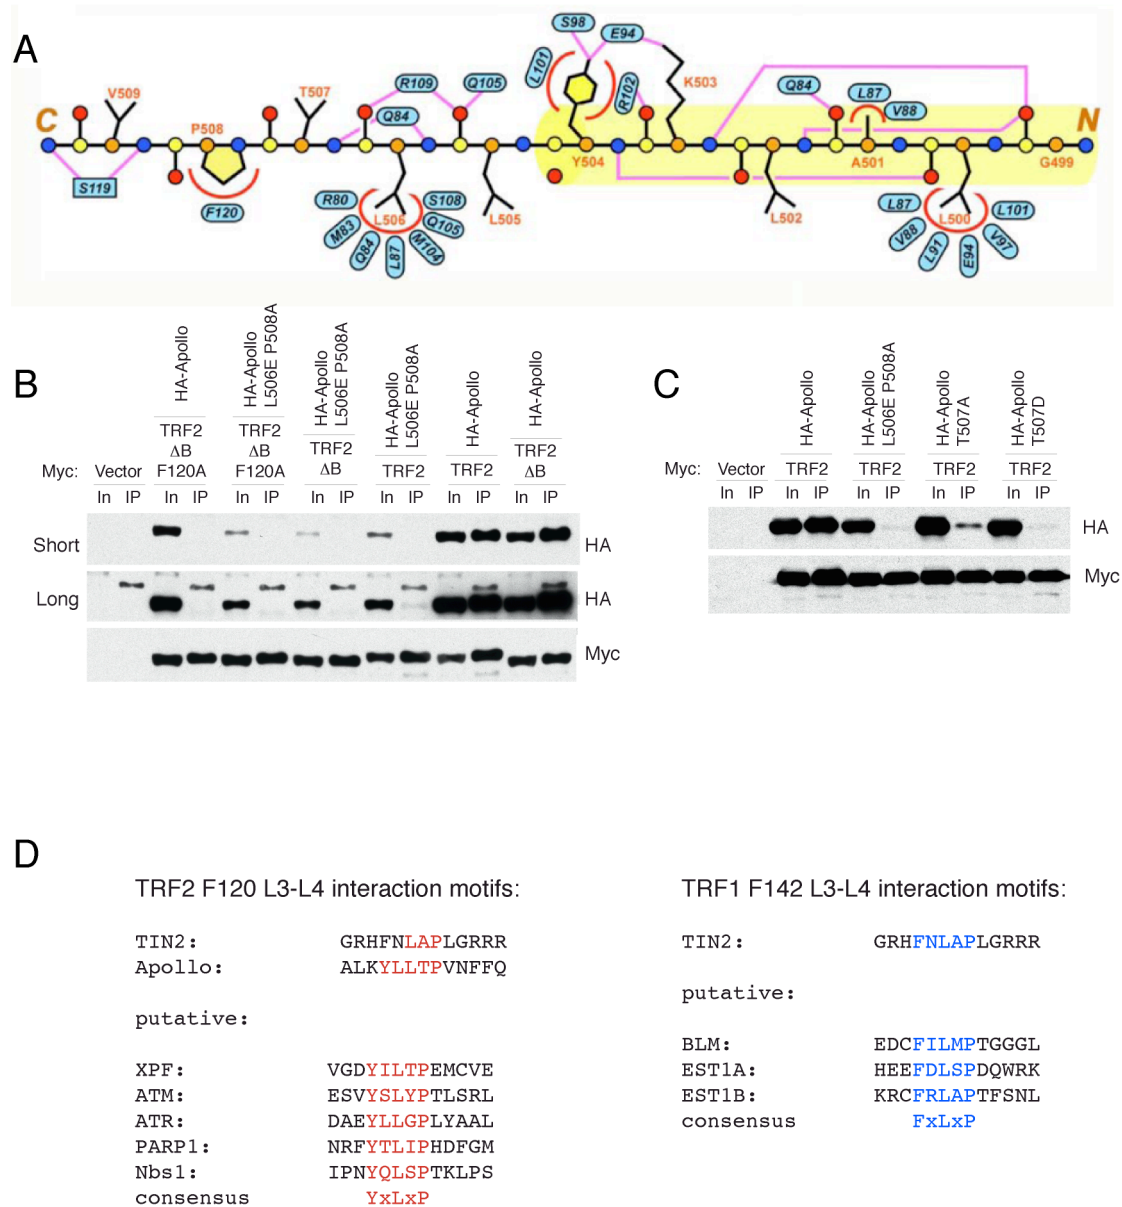 A
S98
E94
L101
R102
K503
V509
T507
R109
Q105
Q84
Q84
L87
V88
C
N
P508
Y504
A501
G499
S119
F120
R80
S108
L506
L505
L502
L87
L101
L500
M83
Q105
Q84
L87
M104
V88
L91
E94
V97
B
HA-Apollo
HA-Apollo
L506E P508A
HA-Apollo
L506E P508A
HA-Apollo
L506E P508A
HA-Apollo
HA-Apollo
Myc:
Vector
TRF2
ΔB
F120A
TRF2
ΔB
F120A
TRF2
ΔB
TRF2
TRF2
TRF2
ΔB
In IP In IP In IP In IP In IP In IP In IP
Short
HA
Long
HA
Myc
C
HA-Apollo
HA-Apollo
L506E P508A
HA-Apollo
T507A
HA-Apollo
T507D
Myc: Vector TRF2 TRF2 TRF2 TRF2
In IP In IP In IP In IP In IP
HA
Myc
D
TRF2 F120 L3-L4 interaction motifs:
TIN2: GRHFNLAPLGRRR
Apollo: ALKYLLTPVNFFQ
putative:
XPF: VGDYILTPEMCVE
ATM: ESVYSLYPTLSRL
ATR: DAEYLLGPLYAAL
PARP1: NRFYTLIPHDFGM
Nbs1: IPNYQLSPTKLPS
consensus YxLxP
TRF1 F142 L3-L4 interaction motifs:
TIN2: GRHFNLAPLGRRR
putative:
BLM: EDCFILMPTGGGL
EST1A: HEEFDLSPDQWRK
EST1B: KRCFRLAPTFSNL
consensus FxLxP